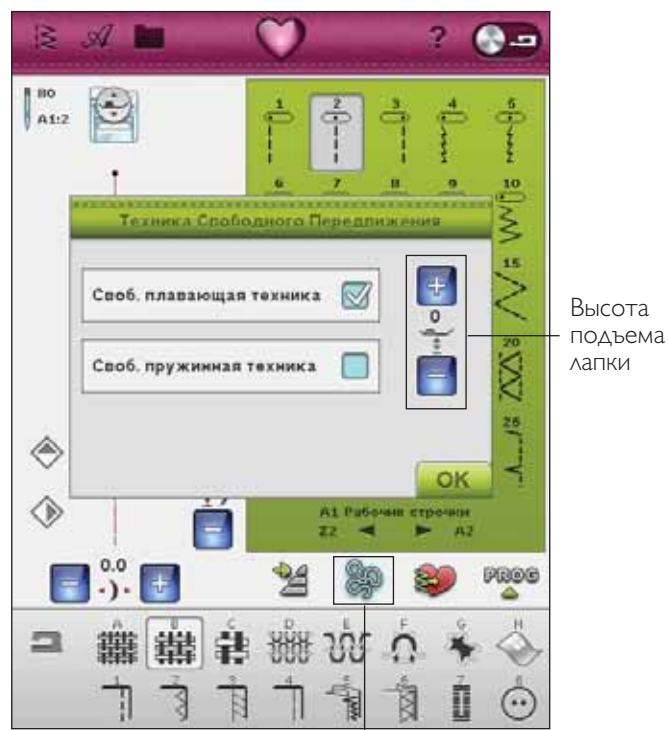 ?
80
A1:2
1 2 3 4 5
6 7 8 9 10
Техника Свободного Передвижения
15
Своб. плавающая техника
+
0
Высота
подъема
лапки
20
Своб. пружинная техника
25
OK
A1 Рабочие строчки
Z2 A2
0.0
PROG
A B C D E F G H
1 2 3 4 5 6 7 8